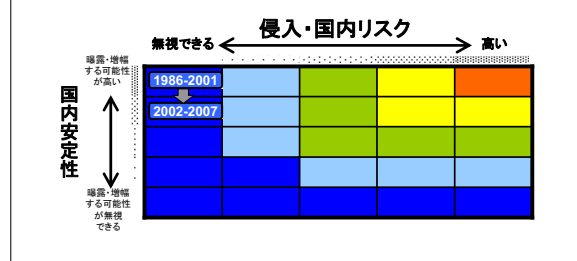 侵入・国内リスク
無視できる
高い
曝露・増幅
する可能性
が高い
国内安定性
1986-2001
2002-2007
曝露・増幅
する可能性
が無視
できる